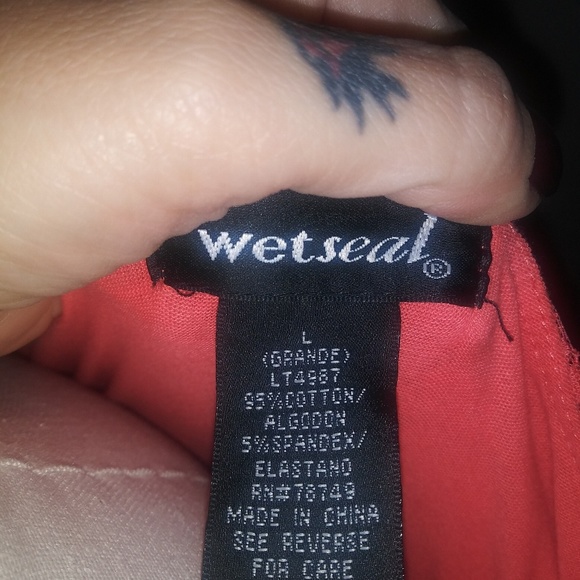 wetseal®
L
(GRANDE)
LT4987
95%COTTON/
ALGODON
5%SPANDEX/
ELASTANO
RN#78749
MADE IN CHINA
SEE REVERSE
FOR CARE